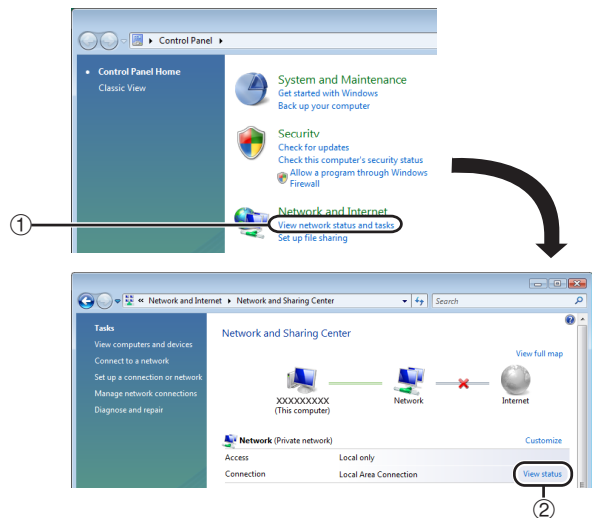 Control Panel
Control Panel Home
Classic View
System and Maintenance
Get started with Windows
Back up your computer
Security
Check for updates
Check this computer's security status
Allow a program through Windows
Firewall
Network and Internet
① View network status and tasks
Set up file sharing
« Network and Internet Network and Sharing Center Search
Tasks
View computers and devices
Connect to a network
Set up a connection or network
Manage network connections
Diagnose and repair
Network and Sharing Center
View full map
XXXXXXXXX Network Internet
(This computer)
Network (Private network) Customize
Access Local only
Connection Local Area Connection View status
②